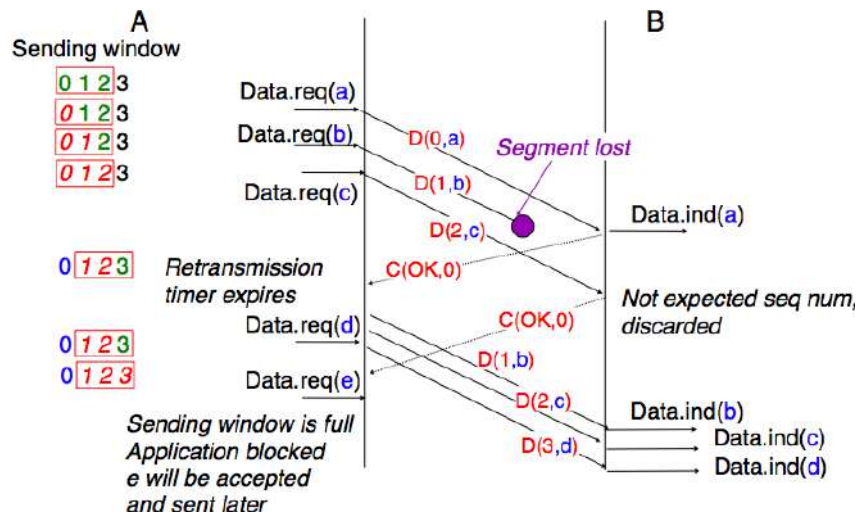 A
B
Sending window
0 1 2 3
Data.req(a)
0 1 2 3
D(0,a)
Segment lost
0 1 2 3
Data.req(b)
0 1 2 3
D(1,b)
Data.req(c)
Data.ind(a)
D(2,c)
0 1 2 3
Retransmission
timer expires
C(OK,0)
Not expected seq num,
discarded
C(OK,0)
Data.req(d)
0 1 2 3
D(1,b)
0 1 2 3
Data.req(e)
D(2,c)
Data.ind(b)
Sending window is full
Application blocked
e will be accepted
and sent later
D(3,d)
Data.ind(c)
Data.ind(d)